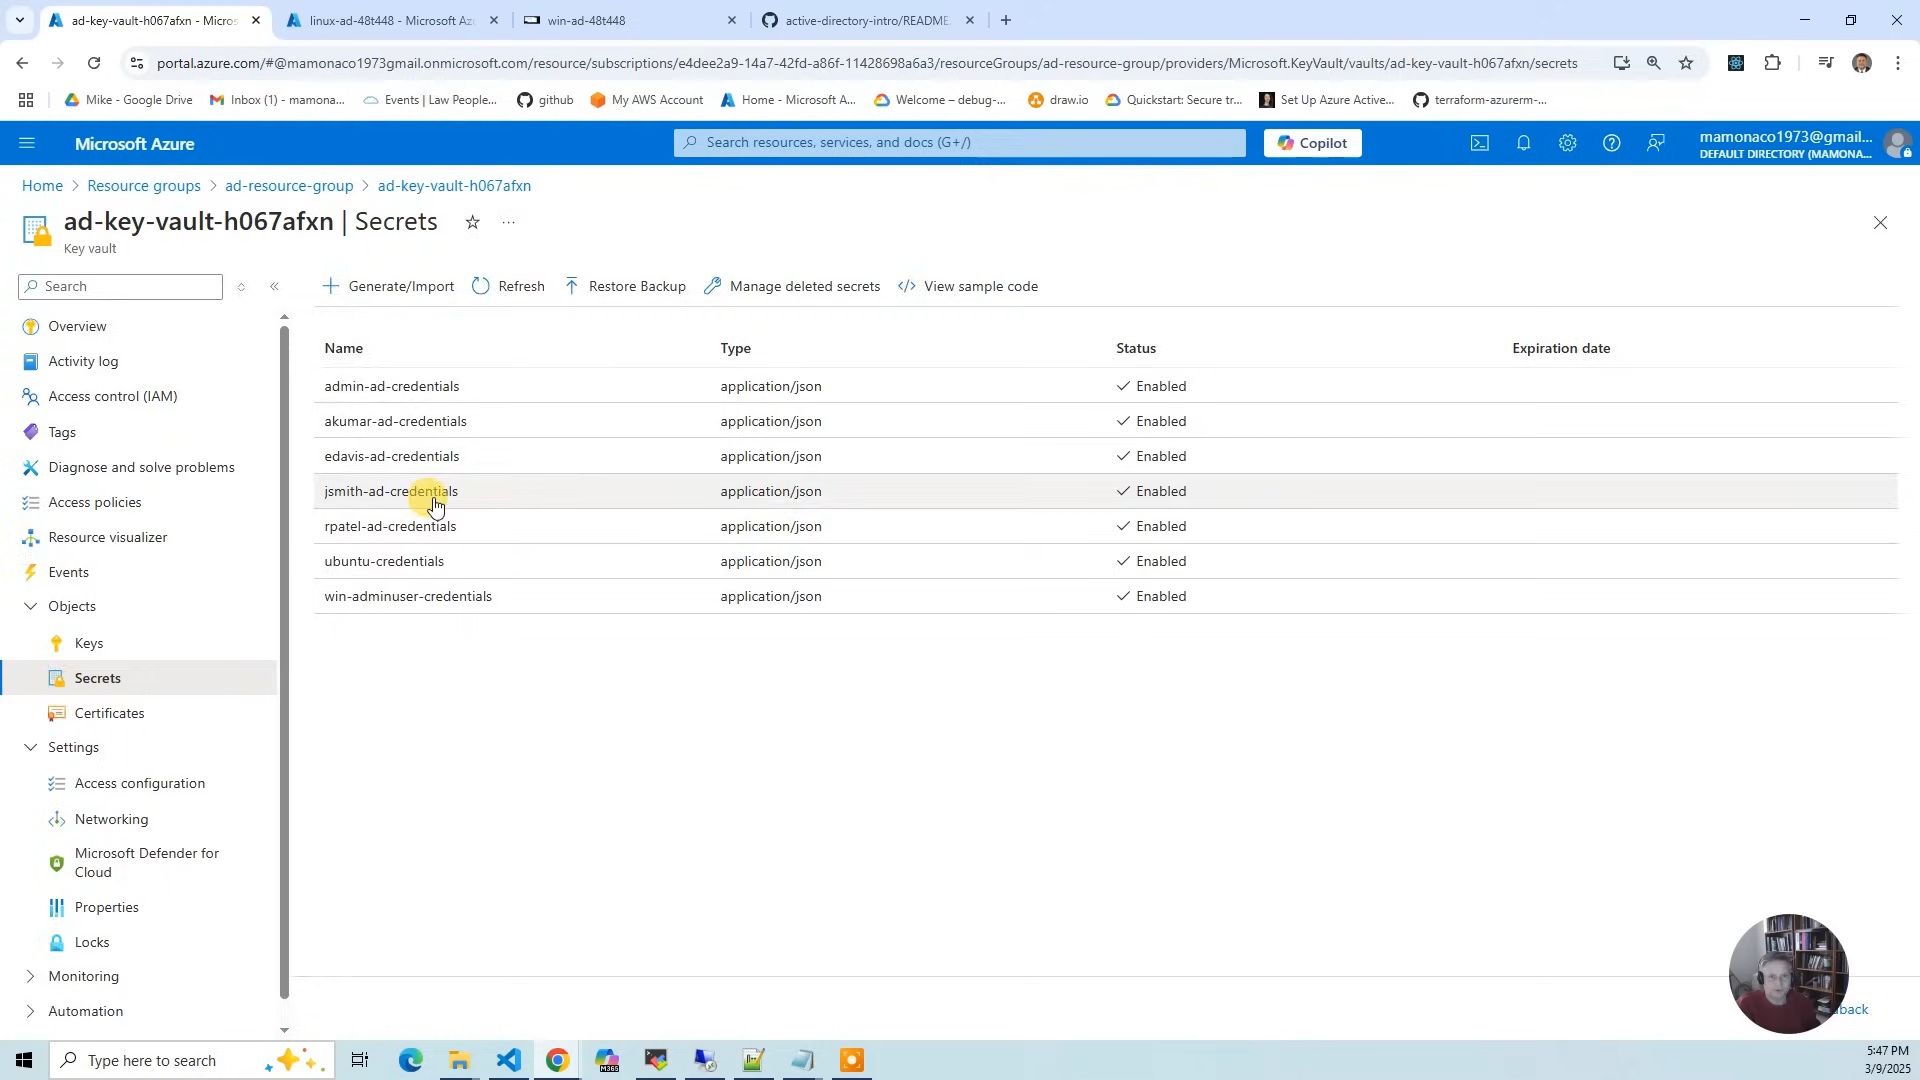 ad-key-vault-h067afxn - Micros
linux-ad-48t448 - Microsoft Az
win-ad-48t448
active-directory-intro/README
portal.azure.com/#@mamonaco1973gmail.onmicrosoft.com/resource/subscriptions/e4dee2a9-14a7-42fd-a86f-11428698a6a3/resourceGroups/ad-resource-group/providers/Microsoft.KeyVault/vaults/ad-key-vault-h067afxn/secrets
Mike - Google Drive
Inbox (1) - mamona...
Events | Law People...
github
My AWS Account
Home - Microsoft A...
Welcome – debug-...
draw.io
Quickstart: Secure tr...
Set Up Azure Active...
terraform-azurerm-...
Microsoft Azure
Search resources, services, and docs (G+/)
Copilot
mamonaco1973@gmail....
DEFAULT DIRECTORY (MAMONA...
Home > Resource groups > ad-resource-group > ad-key-vault-h067afxn
ad-key-vault-h067afxn | Secrets
Key vault
Search
Generate/Import
Refresh
Restore Backup
Manage deleted secrets
View sample code
Overview
Activity log
Access control (IAM)
Tags
Diagnose and solve problems
Access policies
Resource visualizer
Events
Objects
Keys
Secrets
Certificates
Settings
Access configuration
Networking
Microsoft Defender for
Cloud
Properties
Locks
Monitoring
Automation
Name Type Status Expiration date
admin-ad-credentials application/json Enabled
akumar-ad-credentials application/json Enabled
edavis-ad-credentials application/json Enabled
jsmith-ad-credentials application/json Enabled
rpatel-ad-credentials application/json Enabled
ubuntu-credentials application/json Enabled
win-adminuser-credentials application/json Enabled
Type here to search
M365
5:47 PM
3/9/2025